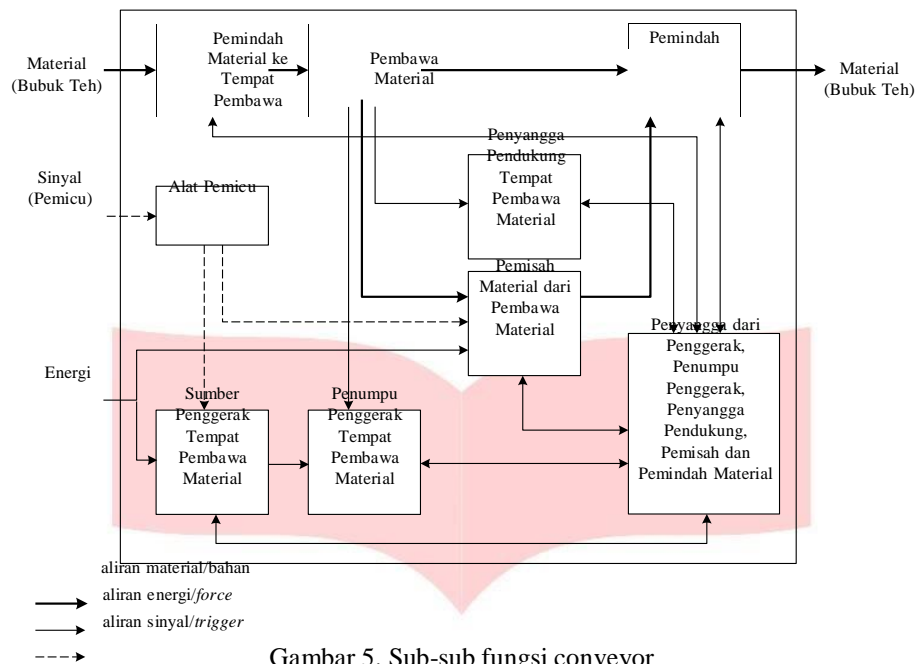 Pemindah
Material ke
Tempat
Pembawa
Pembawa
Material
Pemindah
Material
(Bubuk Teh)
Material
(Bubuk Teh)
Sinyal
(Pemicu)
Alat Pemicu
Penyangga
Pendukung
Tempat
Pembawa
Material
Pemisah
Material dari
Pembawa
Material
Energi
Sumber
Penggerak
Tempat
Pembawa
Material
Penumpu
Penggerak
Tempat
Pembawa
Material
Penyangga dari
Penggerak,
Penumpu
Penggerak,
Penyangga
Pendukung,
Pemisah dan
Pemindah Material
aliran material/bahan
aliran energi/force
aliran sinyal/trigger
Gambar 5. Sub-sub fungsi conveyor